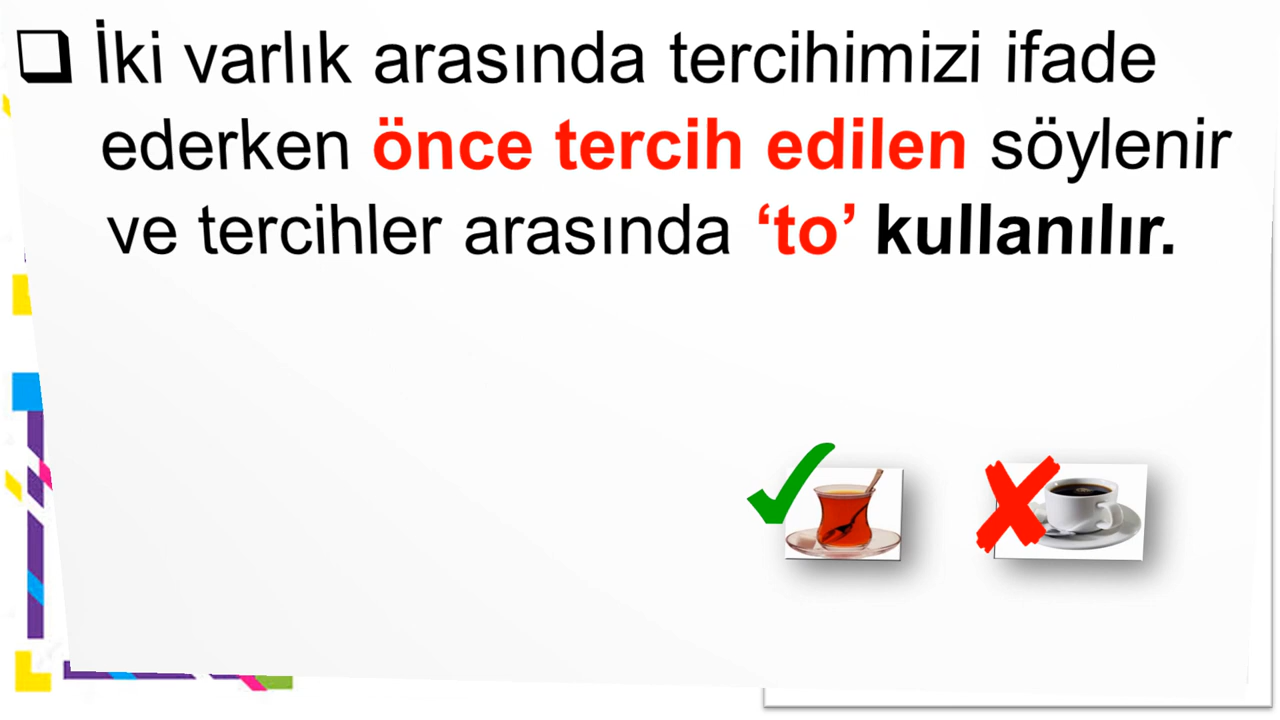 İki varlık arasında tercihimizi ifade
ederken önce tercih edilen söylenir
ve tercihler arasında ‘to’ kullanılır.